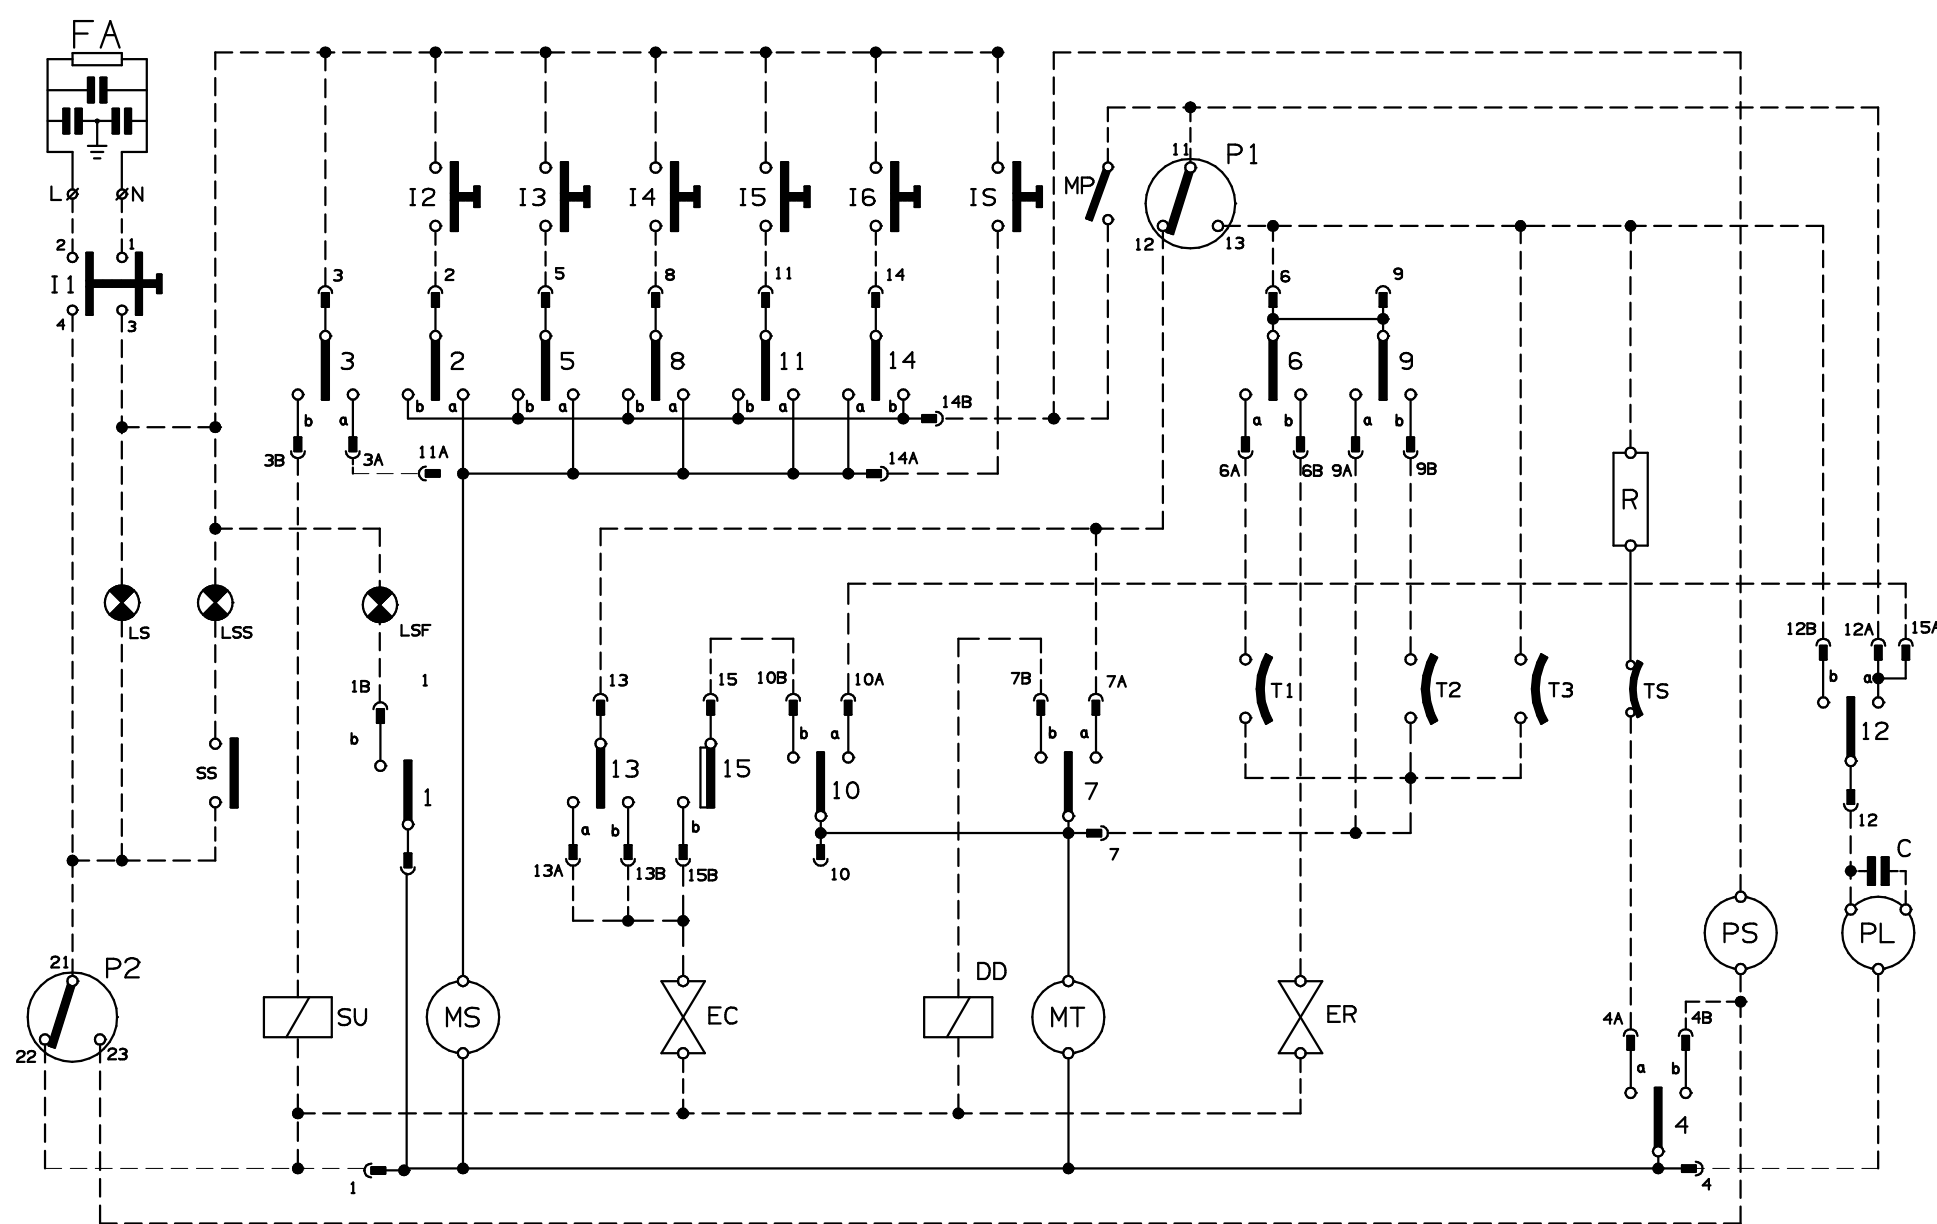 FA
L N
2 1
I1
4 3
I2 I3 I4 I5 I6 IS
MP
11
P1
12 13
3 2 5 8 11 14
6 9
3 2 5 8 11 14
6 9
b a b a b a b a b a b
14B
b a
a b a b
3B 3A 11A 14A
6A 6B 9A 9B
R
LS LSS LSF
12B 12A 15A
1B 1
13 15 10B 10A
7B 7A
T1 T2 T3 TS
b a
b
b a
b a
12
SS
13 15 10 7
1
a b b
12
13A 13B 15B 10
7
C
21
P2
PS PL
DD
SU MS EC MT ER
22 23
4A 4B
a b
4
1
4